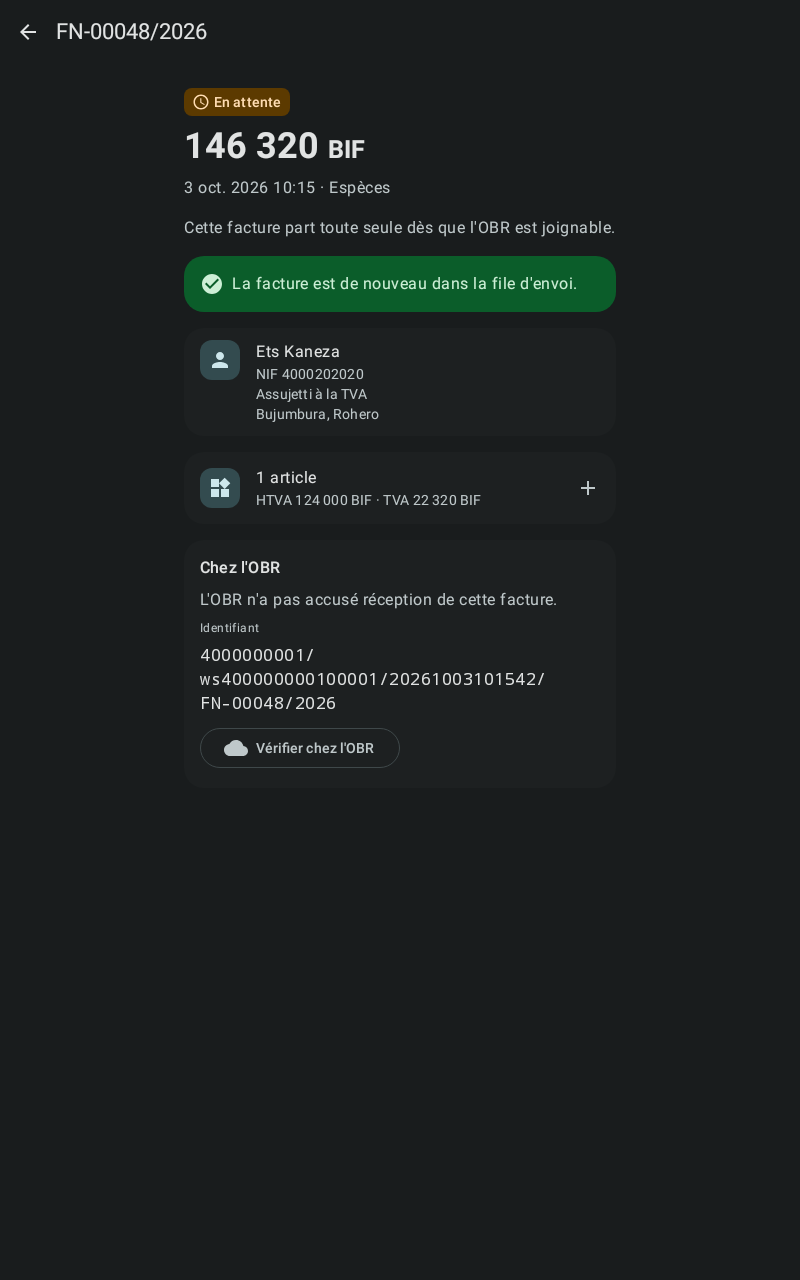 FN-00048/2026
En attente
146 320 BIF
3 oct. 2026 10:15 · Espèces
Cette facture part toute seule dès que l'OBR est joignable.
La facture est de nouveau dans la file d'envoi.
Ets Kaneza
NIF 4000202020
Assujetti à la TVA
Bujumbura, Rohero
1 article
HTVA 124 000 BIF · TVA 22 320 BIF
Chez l'OBR
L'OBR n'a pas accusé réception de cette facture.
Identifiant
4000000001/
ws400000000100001/20261003101542/
FN-00048/2026
Vérifier chez l'OBR